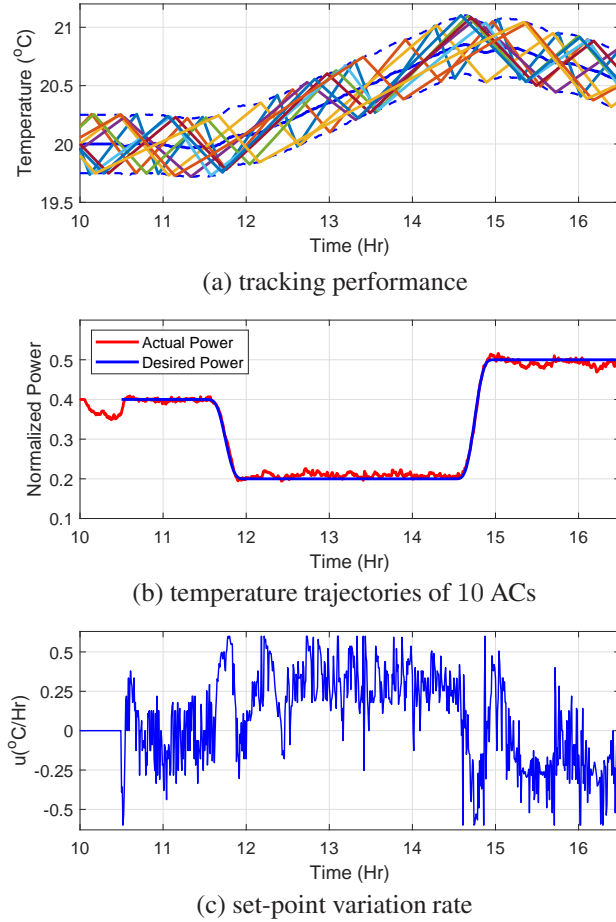 21
20.5
20
19.5
Temperature (°C)
10 11 12 13 14 15 16
Time (Hr)
(a) tracking performance
Actual Power
Desired Power
0.5
0.4
0.3
0.2
0.1
Normalized Power
10 11 12 13 14 15 16
Time (Hr)
(b) temperature trajectories of 10 ACs
0.5
0.25
0
-0.25
-0.5
u(°C/Hr)
10 11 12 13 14 15 16
Time (Hr)
(c) set-point variation rate